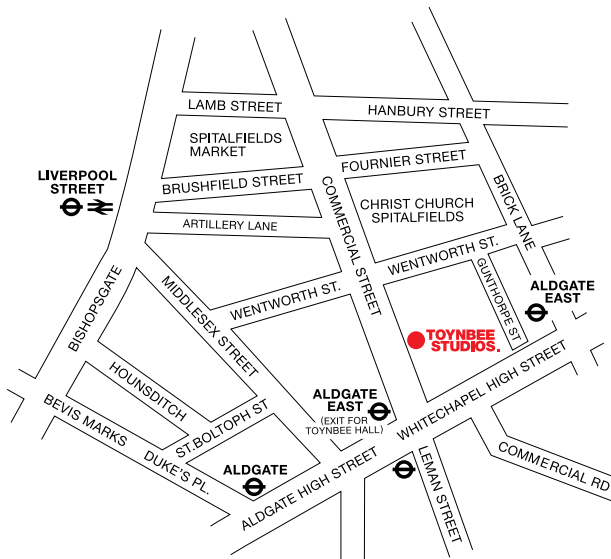 LAMB STREET
HANBURY STREET
SPITALFIELDS
MARKET
FOURNIER STREET
LIVERPOOL
STREET
BRUSHFIELD STREET
COMMERCIAL STREET
BRICK LANE
CHRIST CHURCH
SPITALFIELDS
ARTILLERY LANE
WENTWORTH ST.
WENTWORTH ST.
GUNTHORPE ST
BISHOPSGATE
MIDDLESEX STREET
ALDGATE
EAST
TOYNBEE
STUDIOS.
HOUNSDITCH
ALDGATE
EAST
(EXIT FOR
TOYNBEE HALL)
WHITECHAPEL HIGH STREET
BEVIS MARKS
ST.BOLTOPH ST
DUKE'S PL.
ALDGATE
ALDGATE HIGH STREET
LEMAN STREET
COMMERCIAL RD